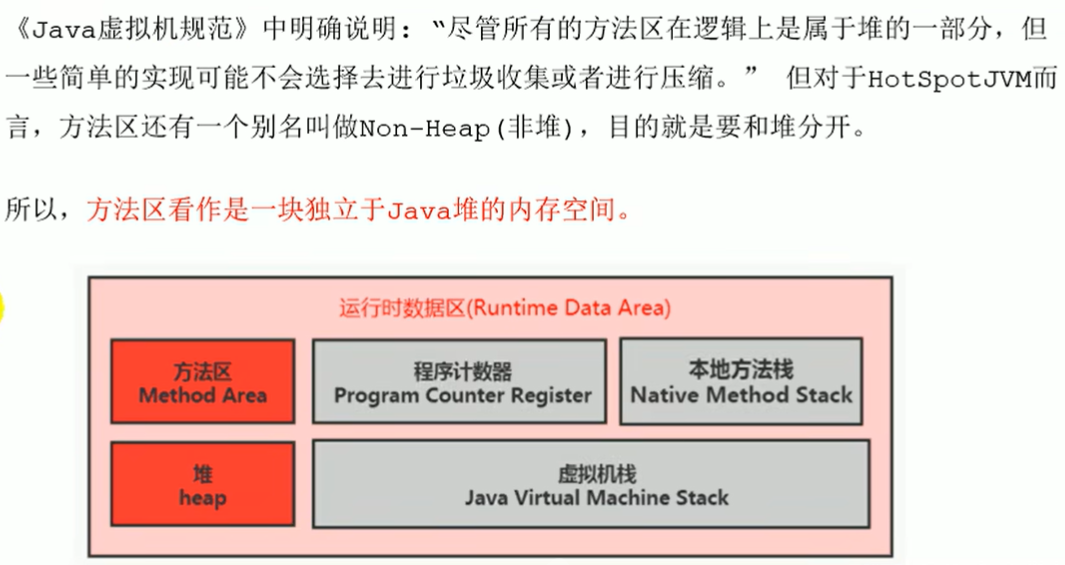 《Java虚拟机规范》中明确说明：“尽管所有的方法区在逻辑上是属于堆的一部分，但
一些简单的实现可能不会选择去进行垃圾收集或者进行压缩。” 但对于HotSpotJVM而
言，方法区还有一个别名叫做Non-Heap(非堆)，目的就是要和堆分开。
所以，方法区看作是一块独立于Java堆的内存空间。
运行时数据区(Runtime Data Area)
方法区
Method Area
程序计数器
Program Counter Register
本地方法栈
Native Method Stack
堆
heap
虚拟机栈
Java Virtual Machine Stack